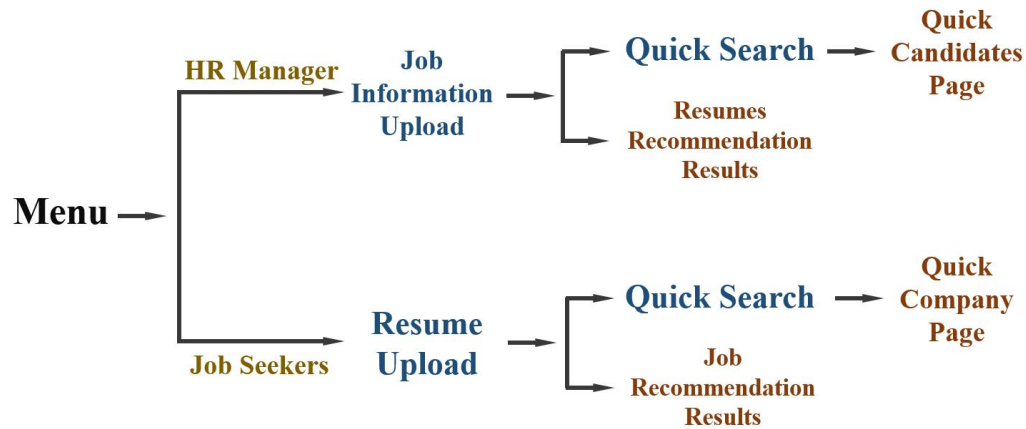 Menu
HR Manager
Job
Information
Upload
Quick Search
Quick
Candidates
Page
Resumes
Recommendation
Results
Job Seekers
Resume
Upload
Quick Search
Quick
Company
Page
Job
Recommendation
Results